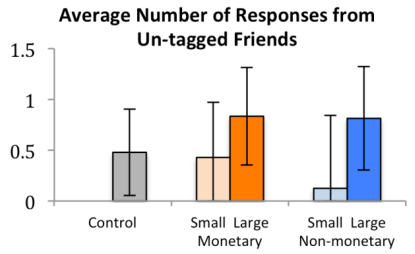 Average Number of Responses from
Un-tagged Friends
1.5
1
0.5
0
Control
Small Large
Monetary
Small Large
Non-monetary